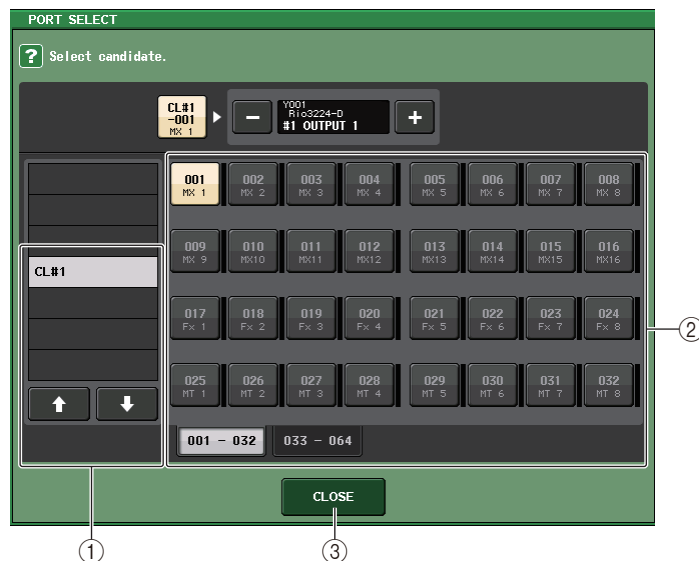 PORT SELECT
? Select candidate.
CL#1
-001
MX 1
−
Y001
Rio3224-D
#1 OUTPUT 1
+
CL#1
001
MX 1
002
MX 2
003
MX 3
004
MX 4
005
MX 5
006
MX 6
007
MX 7
008
MX 8
009
MX 9
010
MX10
011
MX11
012
MX12
013
MX13
014
MX14
015
MX15
016
MX16
017
Fx 1
018
Fx 2
019
Fx 3
020
Fx 4
021
Fx 5
022
Fx 6
023
Fx 7
024
Fx 8
025
MT 1
026
MT 2
027
MT 3
028
MT 4
029
MT 5
030
MT 6
031
MT 7
032
MT 8
001 - 032
033 - 064
CLOSE
①
②
③